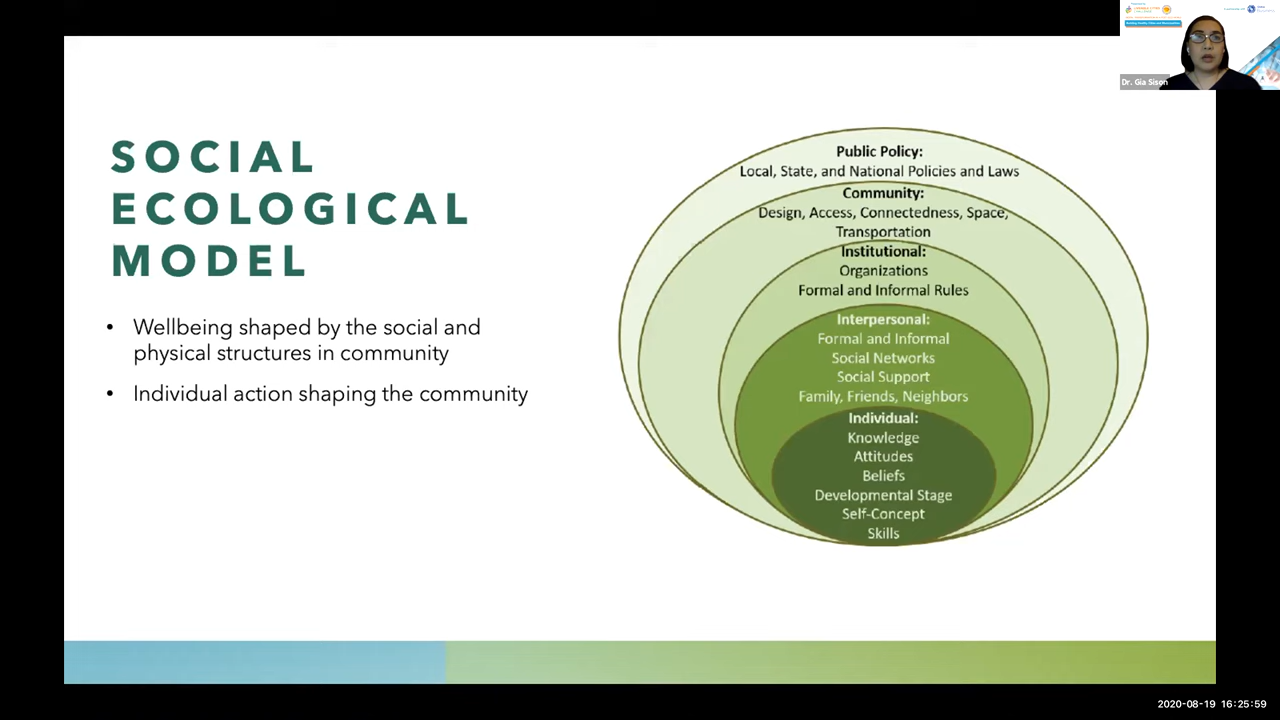 SOCIAL
ECOLOGICAL
MODEL
• Wellbeing shaped by the social and
physical structures in community
• Individual action shaping the community
Public Policy:
Local, State, and National Policies and Laws
Community:
Design, Access, Connectedness, Space,
Transportation
Institutional:
Organizations
Formal and Informal Rules
Interpersonal:
Formal and Informal
Social Networks
Social Support
Family, Friends, Neighbors
Individual:
Knowledge
Attitudes
Beliefs
Developmental Stage
Self-Concept
Skills
Dr. Gia Sison
2020-08-19 16:25:59